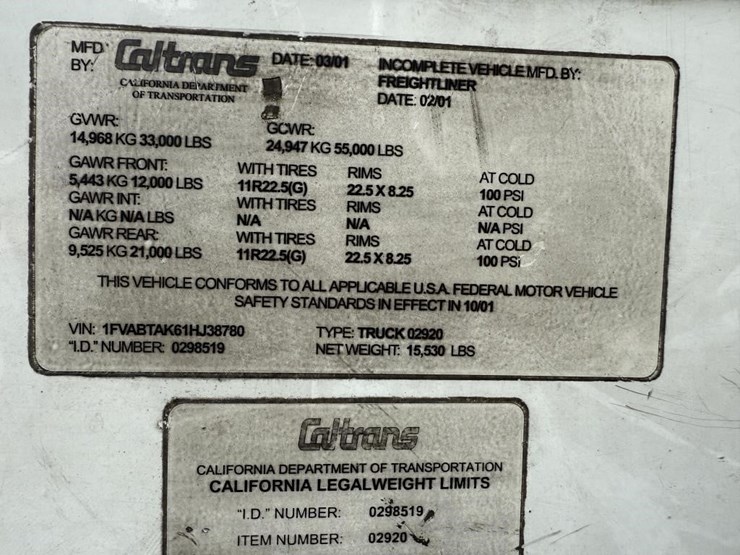 MFD BY: Caltrans DATE: 03/01 INCOMPLETE VEHICLE MFD. BY:
CALIFORNIA DEPARTMENT FREIGHTLINER
OF TRANSPORTATION DATE: 02/01
GVWR: GCWR:
14,968 KG 33,000 LBS 24,947 KG 55,000 LBS
GAWR FRONT: WITH TIRES RIMS AT COLD
5,443 KG 12,000 LBS 11R22.5(G) 22.5 X 8.25 100 PSI
GAWR INT: WITH TIRES RIMS AT COLD
N/A KG N/A LBS N/A N/A N/A PSI
GAWR REAR: WITH TIRES RIMS AT COLD
9,525 KG 21,000 LBS 11R22.5(G) 22.5 X 8.25 100 PSI
THIS VEHICLE CONFORMS TO ALL APPLICABLE U.S.A. FEDERAL MOTOR VEHICLE
SAFETY STANDARDS IN EFFECT IN 10/01
VIN: 1FVABTAK61HJ38780 TYPE: TRUCK 02920
"I.D." NUMBER: 0298519 NET WEIGHT: 15,530 LBS
Caltrans
CALIFORNIA DEPARTMENT OF TRANSPORTATION
CALIFORNIA LEGALWEIGHT LIMITS
"I.D." NUMBER: 0298519
ITEM NUMBER: 02920